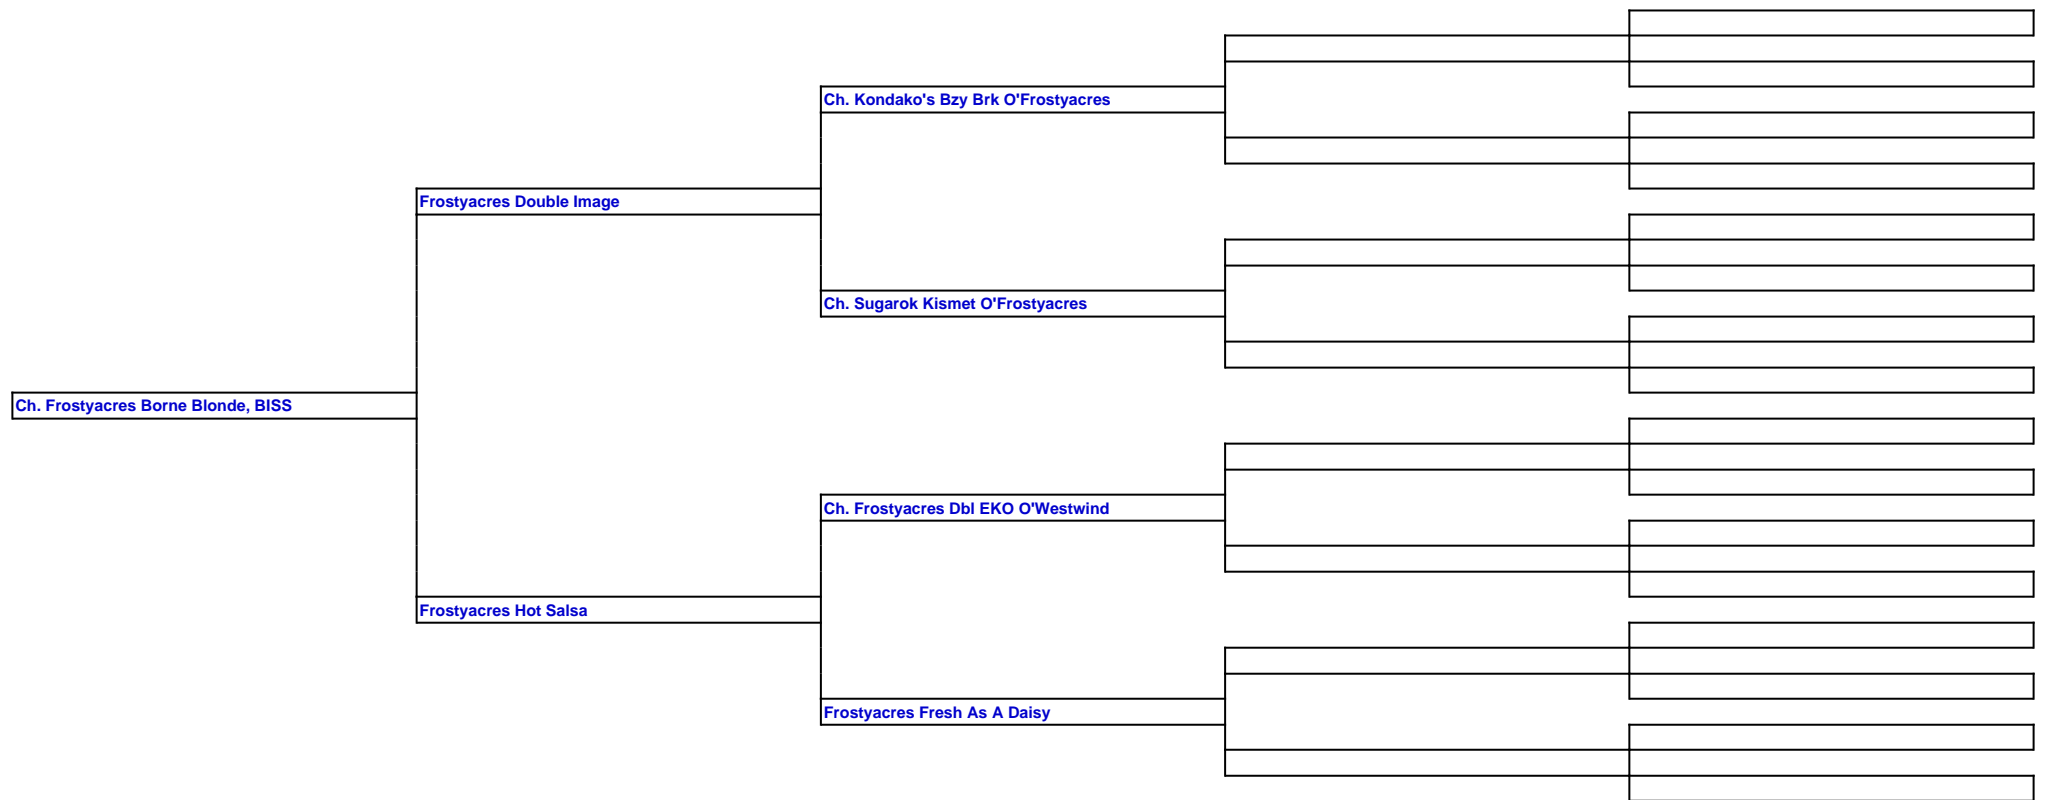 Ch. Kondako's Bzy Brk O'Frostyacres
Frostyacres Double Image
Ch. Sugarok Kismet O'Frostyacres
Ch. Frostyacres Borne Blonde, BISS
Ch. Frostyacres Dbl EKO O'Westwind
Frostyacres Hot Salsa
Frostyacres Fresh As A Daisy